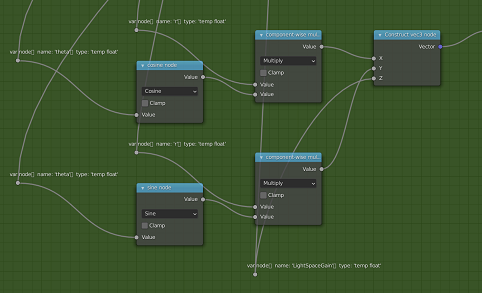 var node[] name: 'r'[] type: 'temp float'
component-wise mul...
Value
Multiply
Clamp
Value
Value
Construct vec3 node
Vector
X
Y
Z
var node[] name: 'theta'[] type: 'temp float'
cosine node
Value
Cosine
Clamp
Value
var node[] name: 'r'[] type: 'temp float'
component-wise mul...
Value
Multiply
Clamp
Value
Value
var node[] name: 'theta'[] type: 'temp float'
sine node
Value
Sine
Clamp
Value
var node[] name: 'LightSpaceGain'[] type: 'temp float'